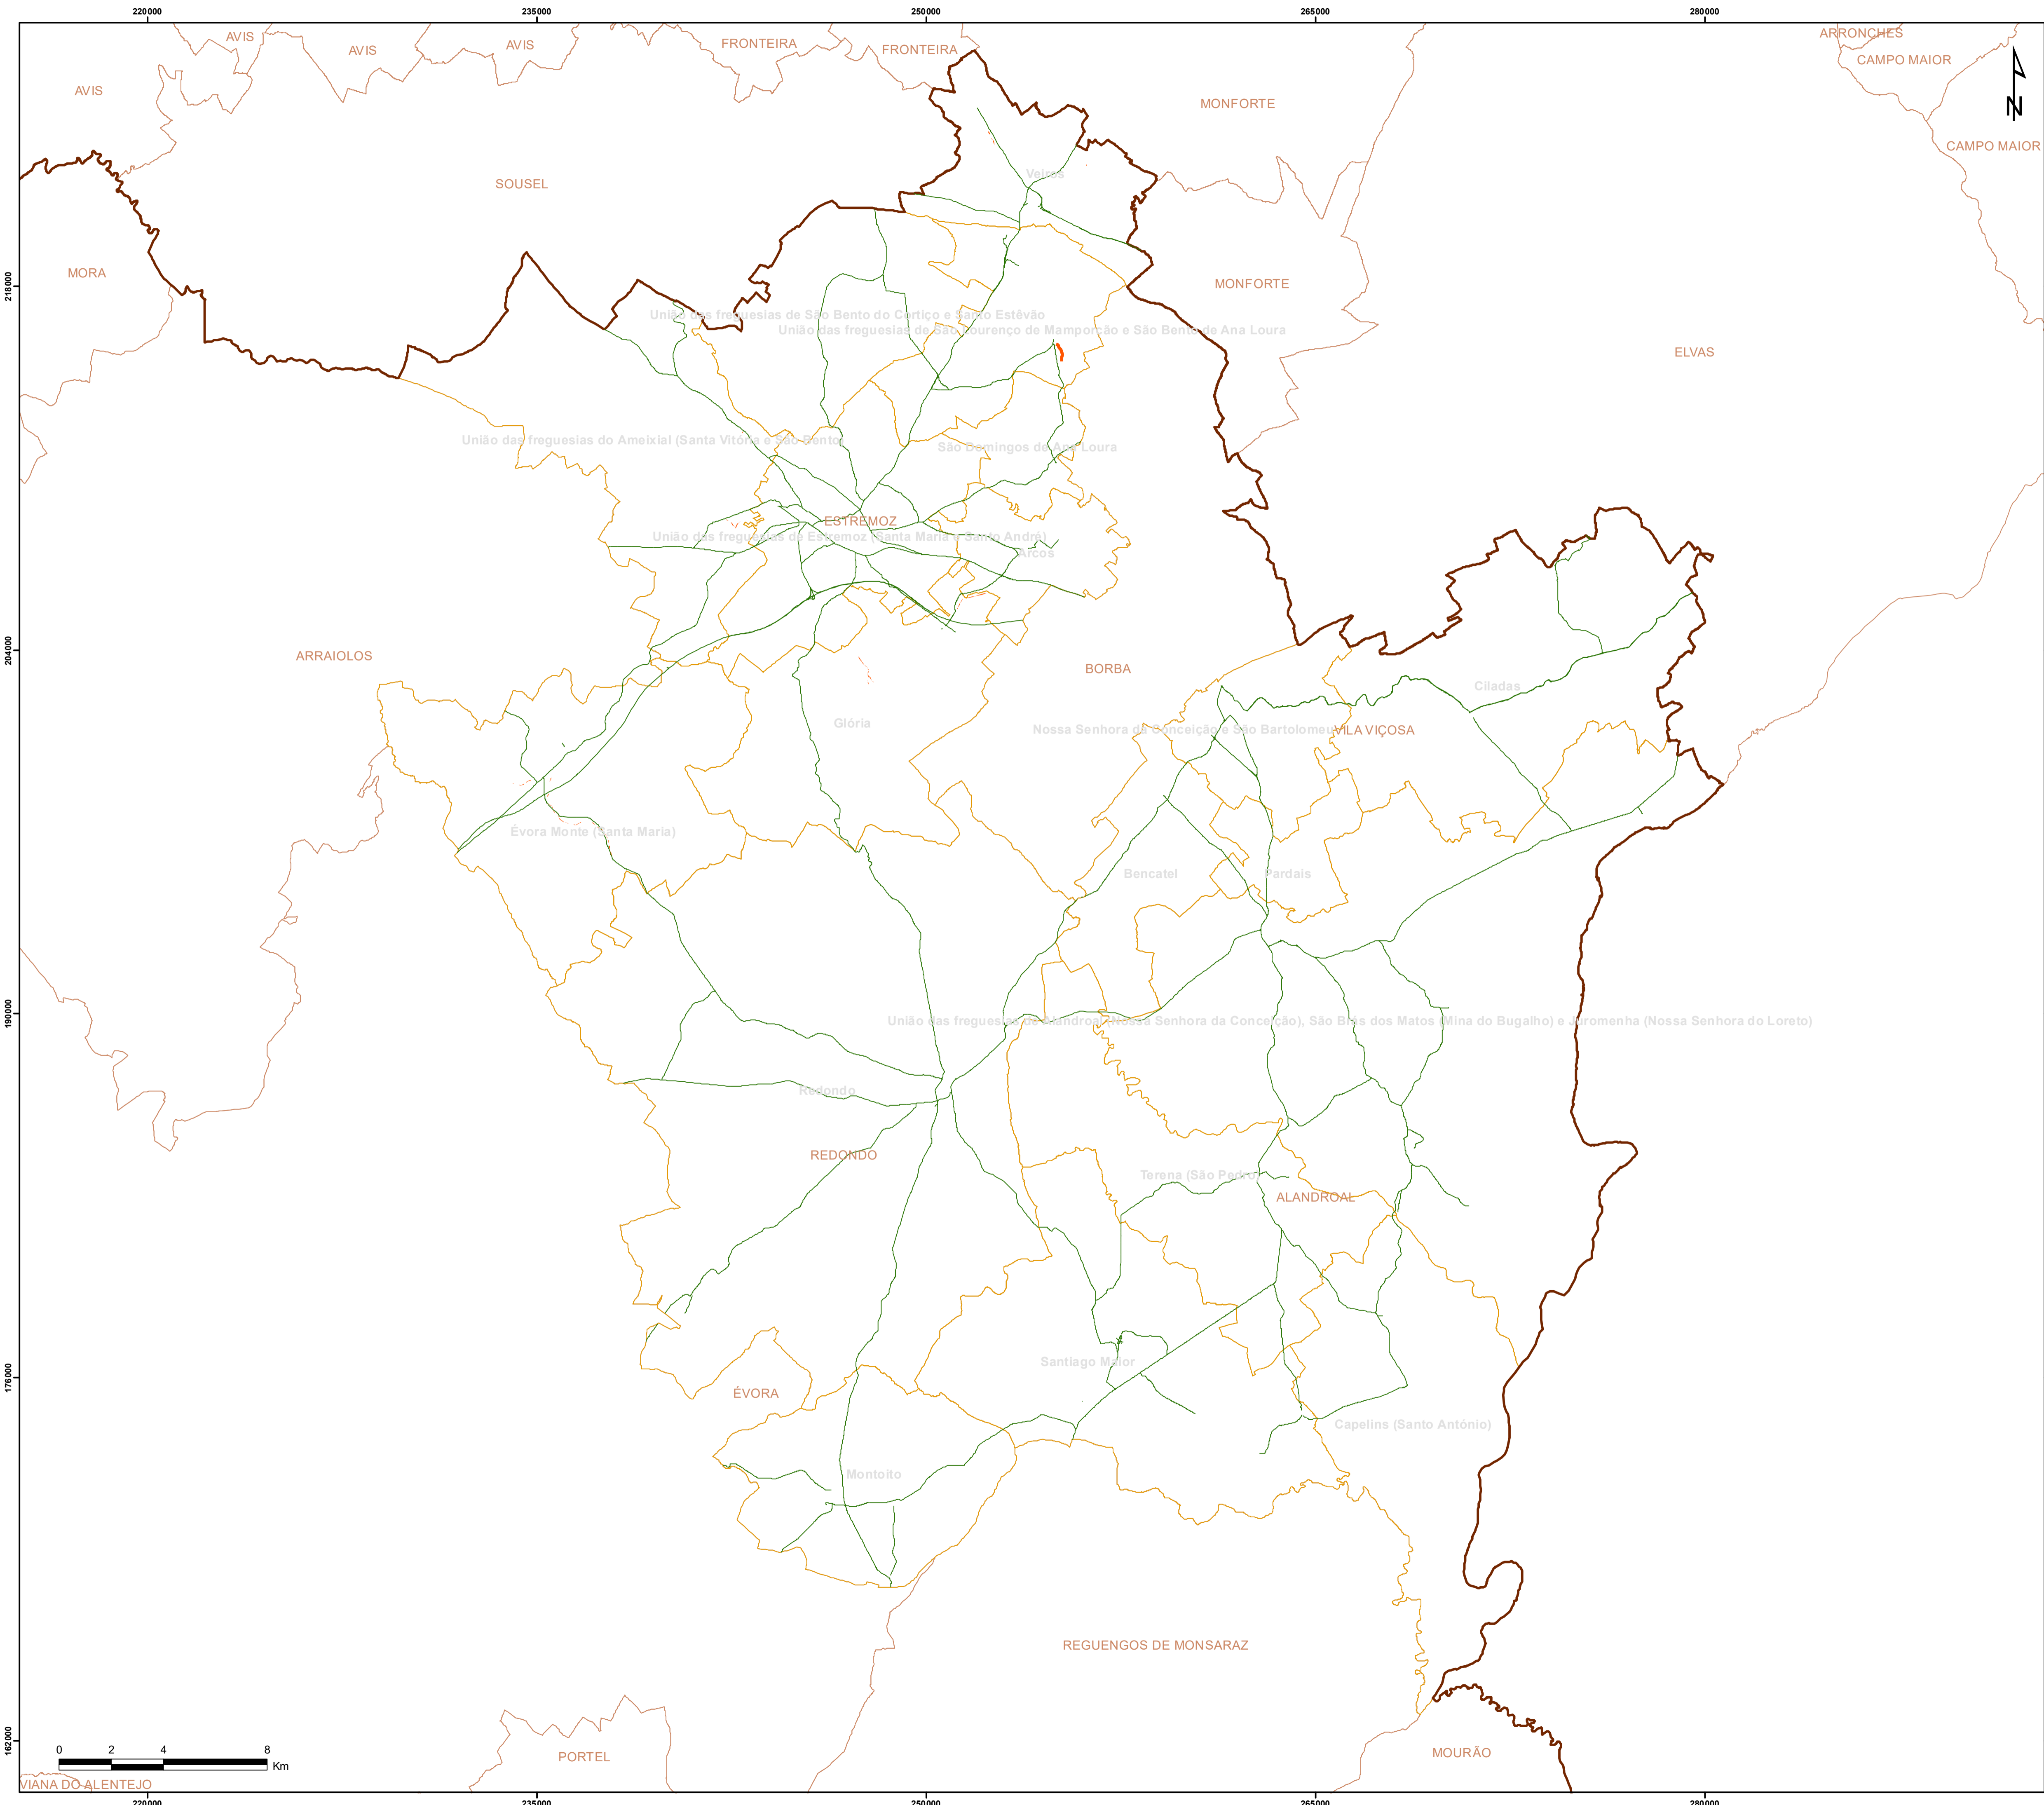 220000
235000
250000
265000
280000
AVIS
AVIS
AVIS
FRONTEIRA
FRONTEIRA
ARRONCHES
CAMPO MAIOR
AVIS
MONFORTE
N
CAMPO MAIOR
SOUSEL
Veiros
MORA
MONFORTE
218000
União das freguesias de São Bento do Cortiço e Santo Estêvão
União das freguesias de São Lourenço de Mamporcão e São Bento de Ana Loura
ELVAS
União das freguesias do Ameixial (Santa Vitória e São Bento)
São Domingos de Ana Loura
ESTREMOZ
União das freguesias de Estremoz (Santa Maria e Santo André)
Arcos
204000
ARRAIOLOS
BORBA
Ciladas
Glória
Nossa Senhora da Conceição e São Bartolomeu
VILA VIÇOSA
Évora Monte (Santa Maria)
Bencatel
Pardais
190000
União das freguesias de Alandroal (Nossa Senhora da Conceição), São Brás dos Matos (Mina do Bugalho) e Juromenha (Nossa Senhora do Loreto)
Redondo
REDONDO
Terena (São Pedro)
ALANDROAL
176000
Santiago Maior
ÉVORA
Capelins (Santo António)
Montoito
REGUENGOS DE MONSARAZ
162000
0 2 4 8
Km
PORTEL
MOURÃO
VIANA DO ALENTEJO
220000
235000
250000
265000
280000